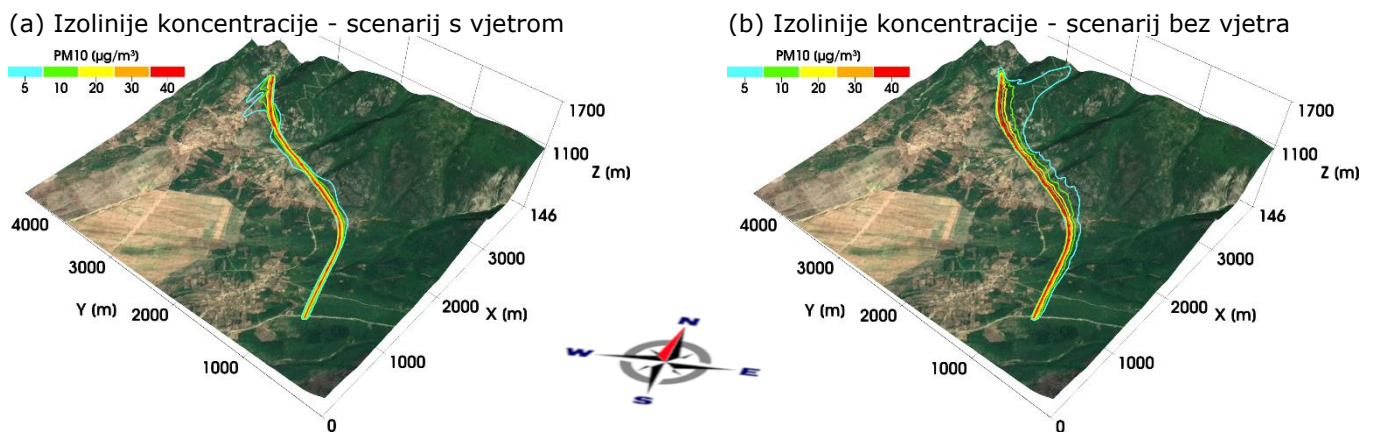 (a) Izolinije koncentracije - scenarij s vjetrom
PM10 (µg/m³)
5 10 20 30 40
1700
1100
Z (m)
146
4000
3000
3000
Y (m)
2000
2000
X (m)
1000
1000
0
N
W
E
S
(b) Izolinije koncentracije - scenarij bez vjetra
PM10 (µg/m³)
5 10 20 30 40
1700
1100
Z (m)
146
4000
3000
3000
Y (m)
2000
2000
X (m)
1000
1000
0